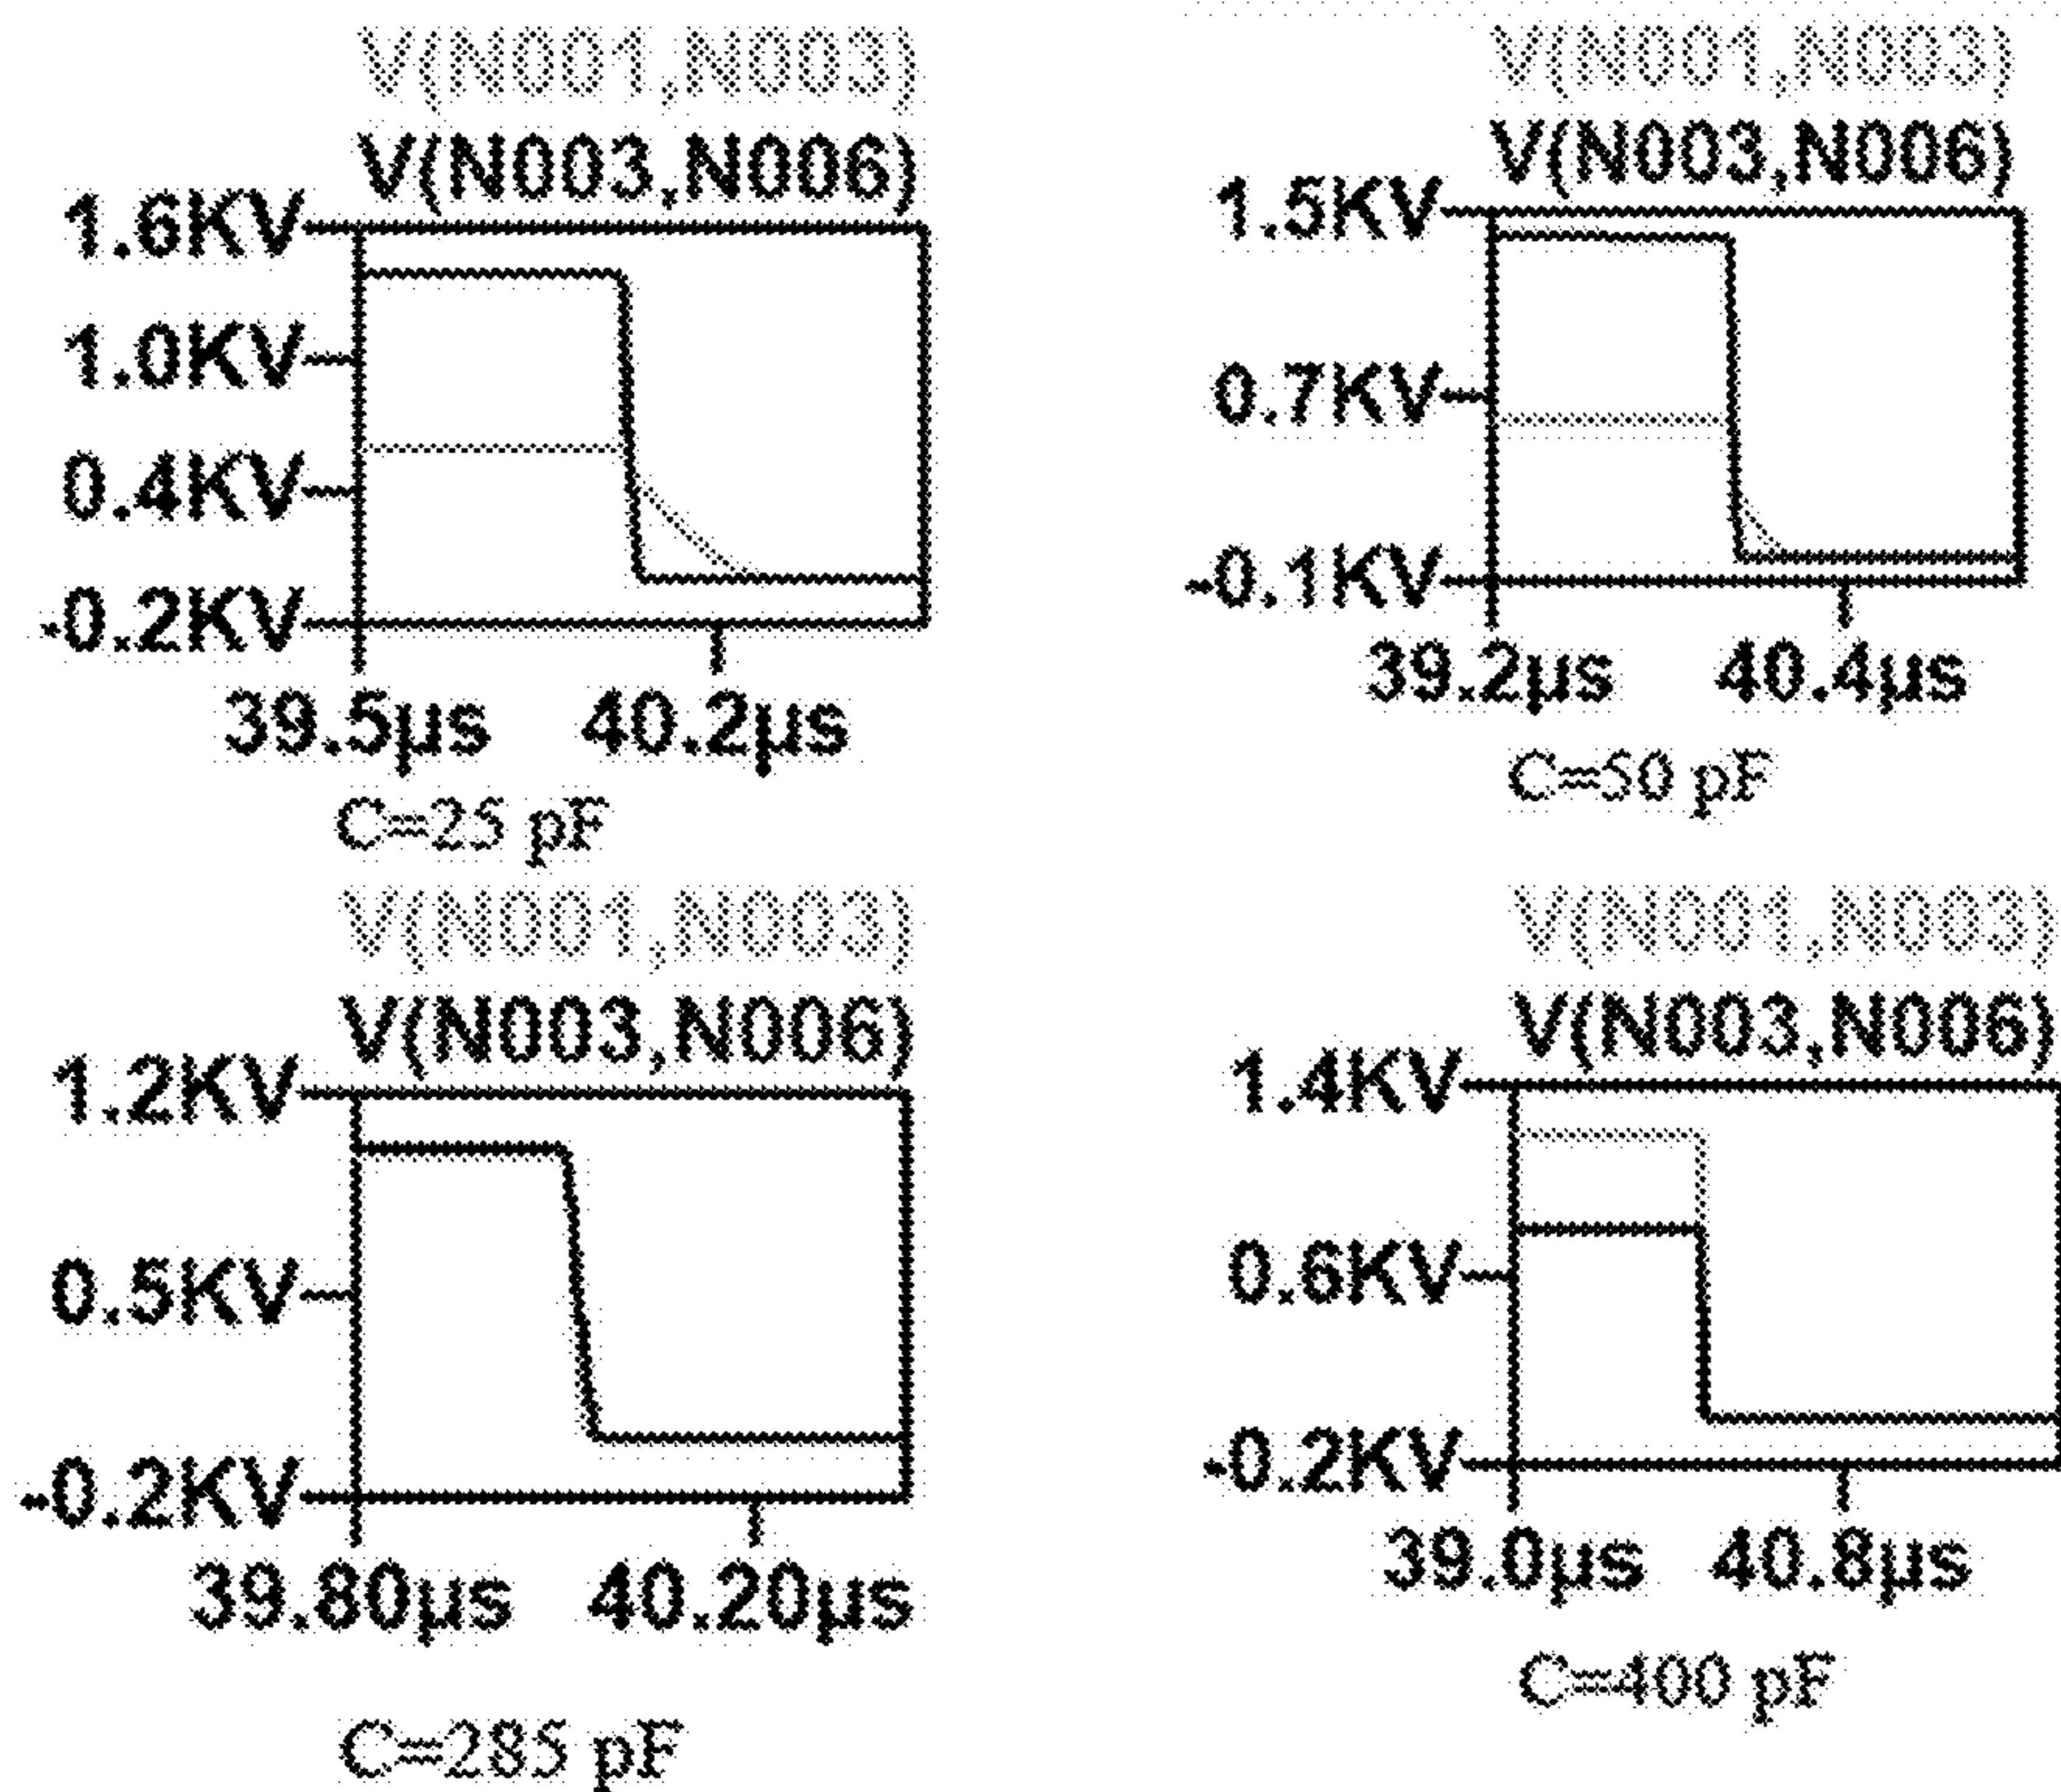 V(N001,N003)
V(N003,N006)
1.6KV
1.0KV
0.4KV
-0.2KV
39.5µs 40.2µs
C=25 pF
V(N001,N003)
V(N003,N006)
1.5KV
0.7KV
-0.1KV
39.2µs 40.4µs
C=50 pF
V(N001,N003)
V(N003,N006)
1.2KV
0.5KV
-0.2KV
39.80µs 40.20µs
C=285 pF
V(N001,N003)
V(N003,N006)
1.4KV
0.6KV
-0.2KV
39.0µs 40.8µs
C=400 pF